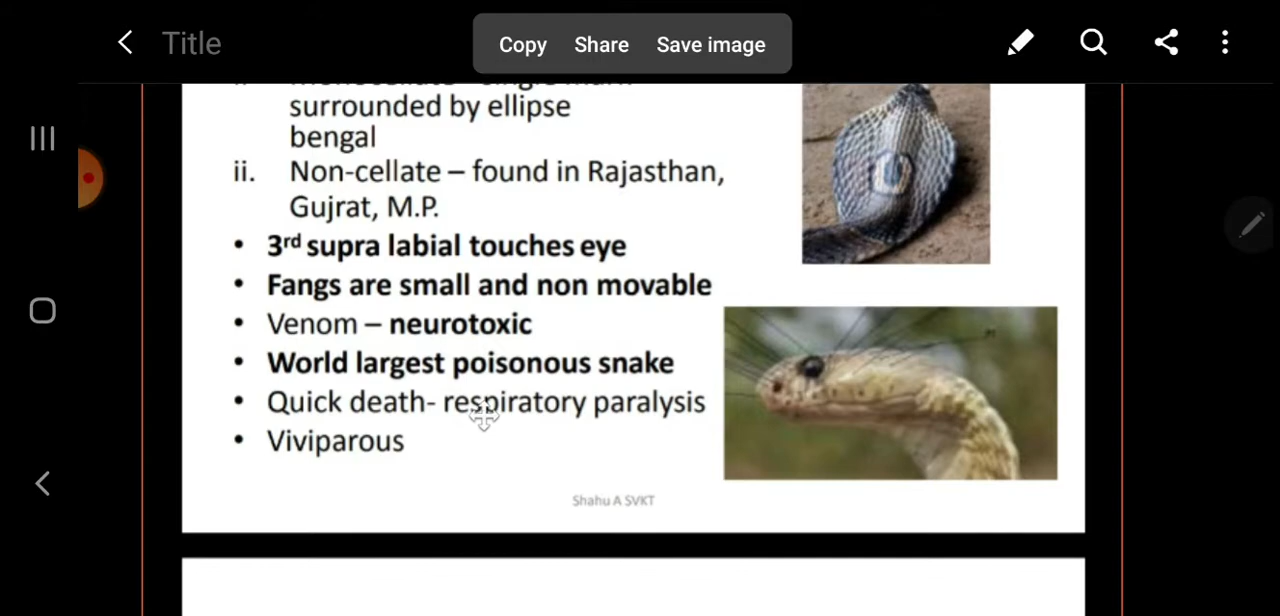 Title
Copy Share Save image
surrounded by ellipse
bengal
ii. Non-cellate – found in Rajasthan,
Gujrat, M.P.
• 3rd supra labial touches eye
• Fangs are small and non movable
• Venom – neurotoxic
• World largest poisonous snake
• Quick death- respiratory paralysis
• Viviparous
Shahu A SVKT